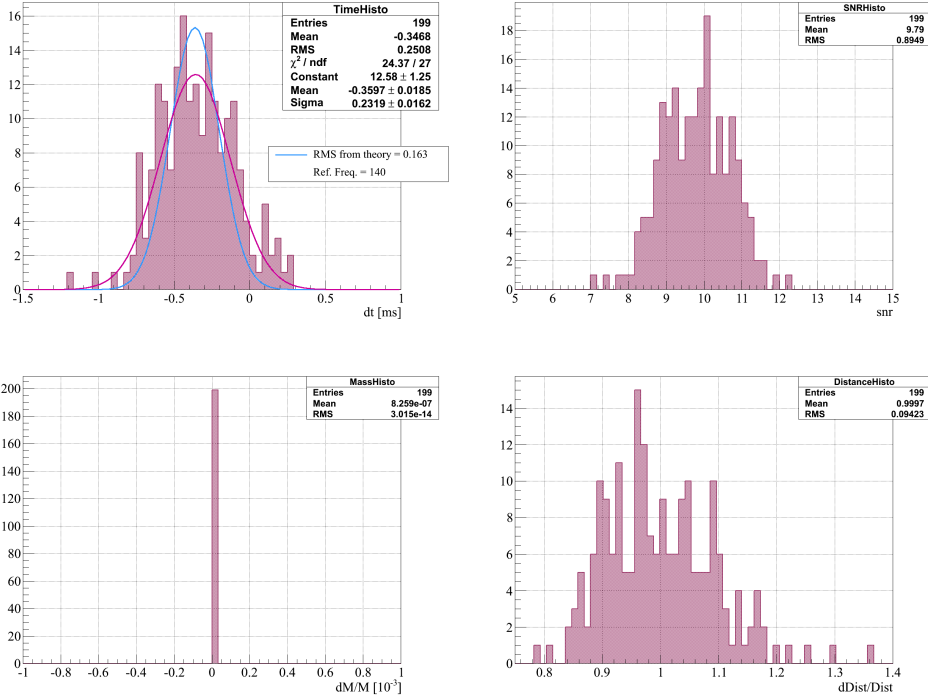 TimeHisto
Entries 199
Mean -0.3468
RMS 0.2508
χ² / ndf 24.37 / 27
Constant 12.58 ± 1.25
Mean -0.3597 ± 0.0185
Sigma 0.2319 ± 0.0162
RMS from theory = 0.163
Ref. Freq. = 140
16
14
12
10
8
6
4
2
0
-1.5 -1 -0.5 0 0.5 1
dt [ms]
SNRHisto
Entries 199
Mean 9.79
RMS 0.8949
18
16
14
12
10
8
6
4
2
0
5 6 7 8 9 10 11 12 13 14 15
snr
MassHisto
Entries 199
Mean 8.259e-07
RMS 3.015e-14
200
180
160
140
120
100
80
60
40
20
0
-1 -0.8 -0.6 -0.4 -0.2 0 0.2 0.4 0.6 0.8 1
dM/M [10⁻³]
DistanceHisto
Entries 199
Mean 0.9997
RMS 0.09423
14
12
10
8
6
4
2
0
0.8 0.9 1 1.1 1.2 1.3 1.4
dDist/Dist